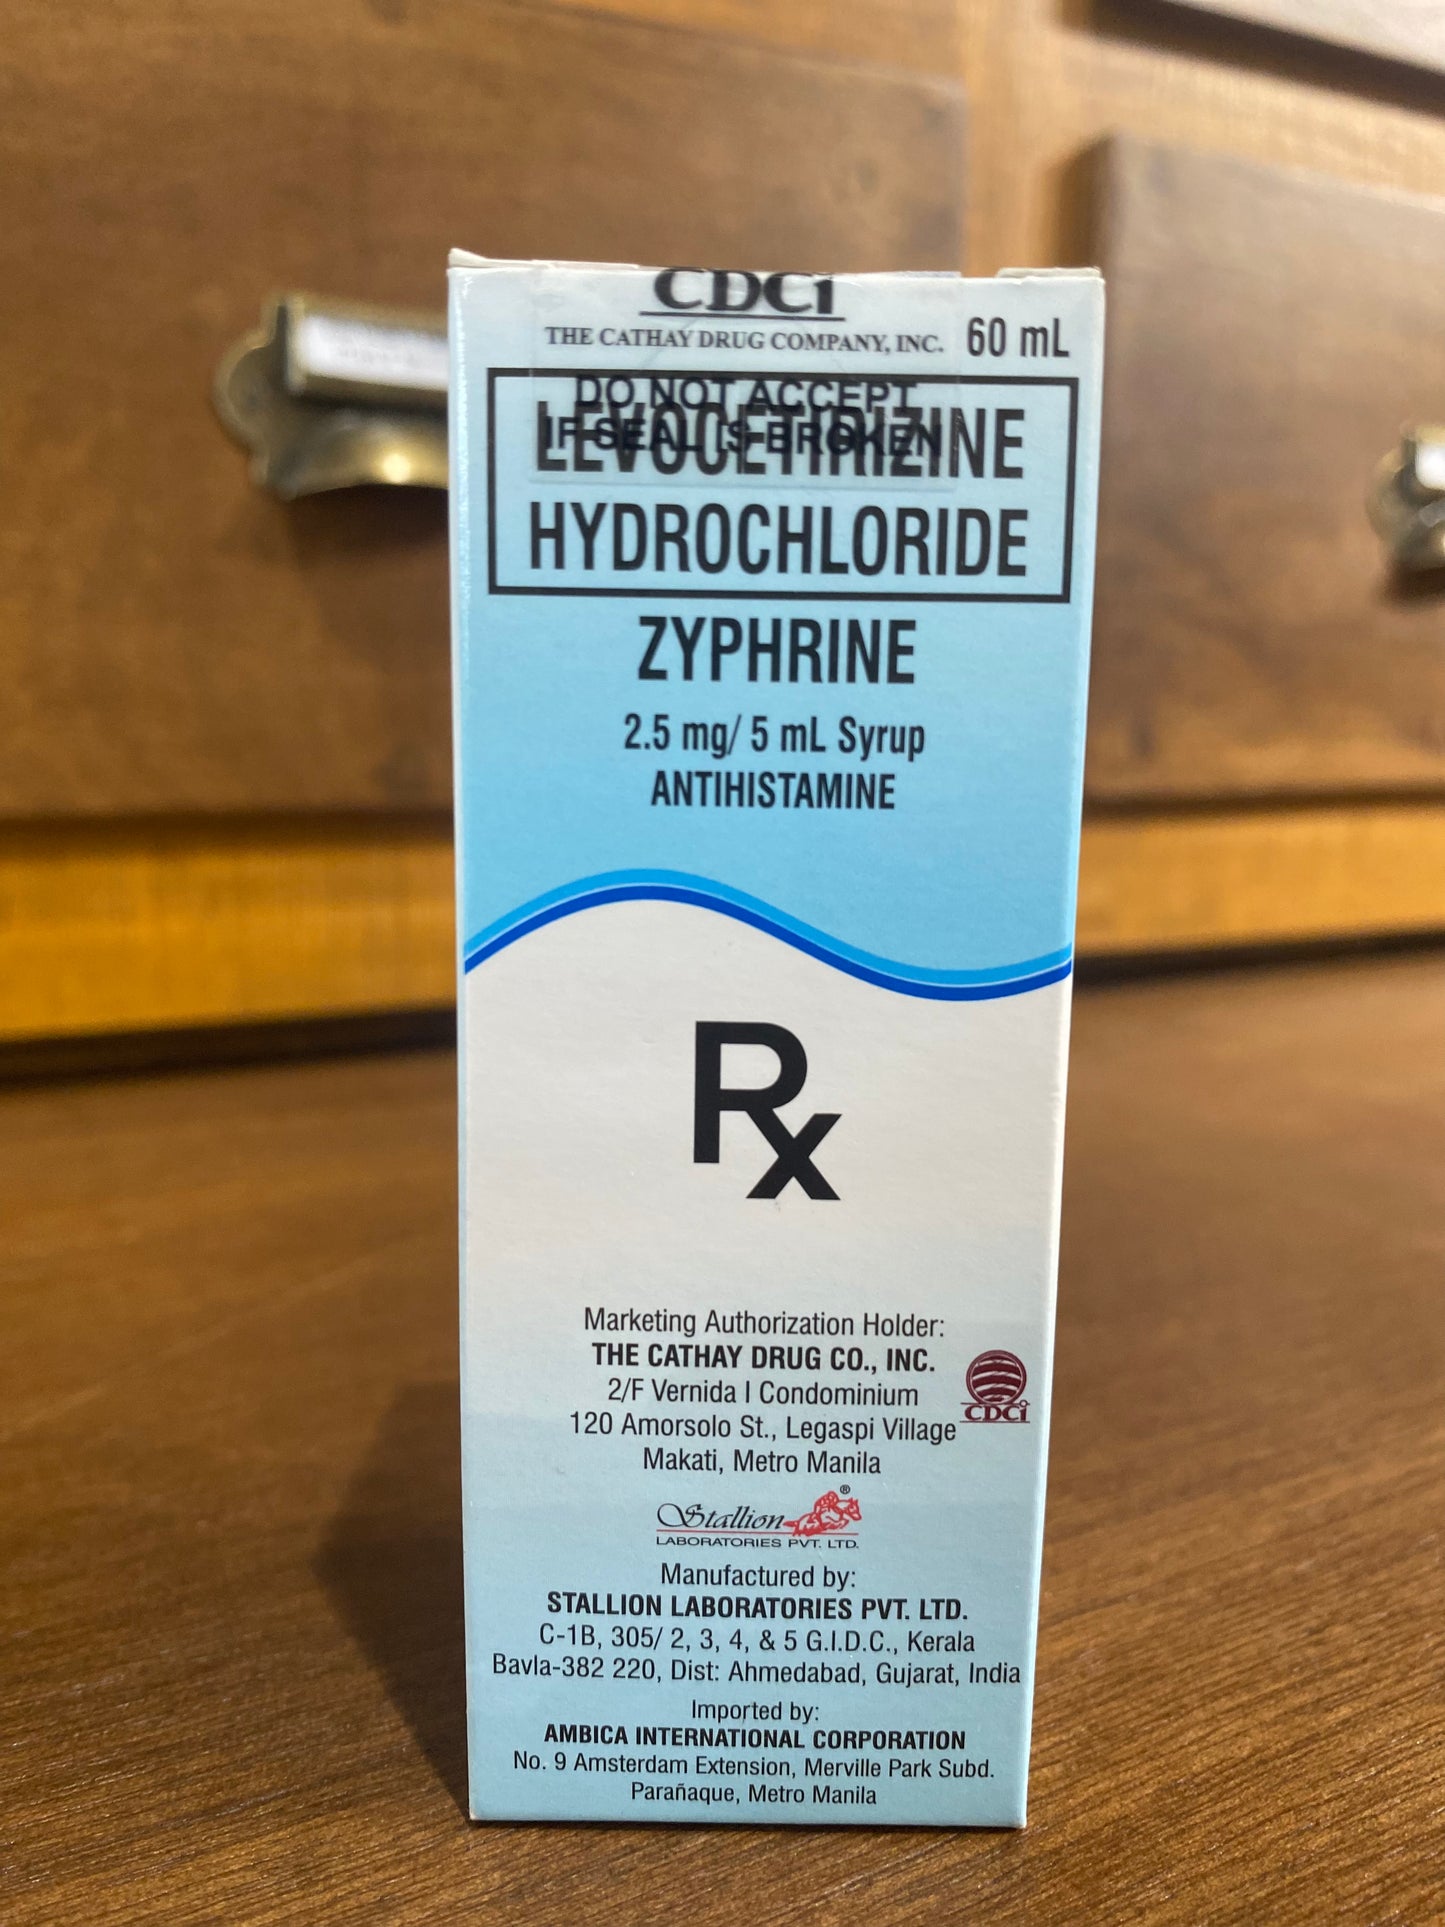 CDCi
THE CATHAY DRUG COMPANY, INC.
60 mL
DO NOT ACCEPT
IF SEAL IS BROKEN
LEVOCETIRIZINE
HYDROCHLORIDE
ZYPHRINE
2.5 mg/ 5 mL Syrup
ANTIHISTAMINE
Rx
Marketing Authorization Holder:
THE CATHAY DRUG CO., INC.
2/F Vernida I Condominium
120 Amorsolo St., Legaspi Village
Makati, Metro Manila
CDCi
Stallion ®
LABORATORIES PVT. LTD.
Manufactured by:
STALLION LABORATORIES PVT. LTD.
C-1B, 305/ 2, 3, 4, & 5 G.I.D.C., Kerala
Bavla-382 220, Dist: Ahmedabad, Gujarat, India
Imported by:
AMBICA INTERNATIONAL CORPORATION
No. 9 Amsterdam Extension, Merville Park Subd.
Parañaque, Metro Manila